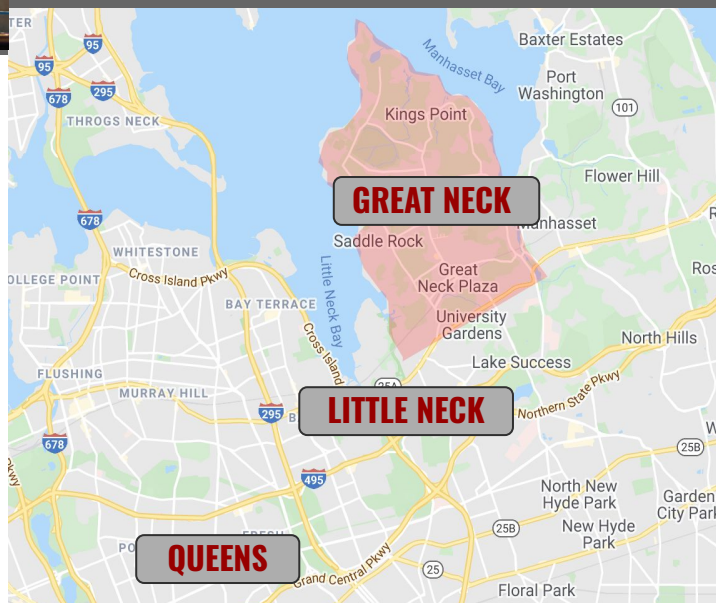 TER
95
Manhasset Bay
Baxter Estates
95
295
678
Port
Washington
101
THROGS NECK
Kings Point
Flower Hill
GREAT NECK
678
Manhasset
Saddle Rock
WHITESTONE
Little Neck Bay
OLLEGE POINT
Cross Island Pkwy
Great
Neck Plaza
Ros
BAY TERRACE
University
Gardens
Cross Island
North Hills
Lake Success
FLUSHING
Northern State Pkwy
MURRAY HILL
25A
LITTLE NECK
295
B
678
25B
495
Pkwy
North New
Hyde Park
Garden
City Park
25B
New Hyde
Park
FRESH
PO
QUEENS
Grand Central Pkwy
25
Floral Park